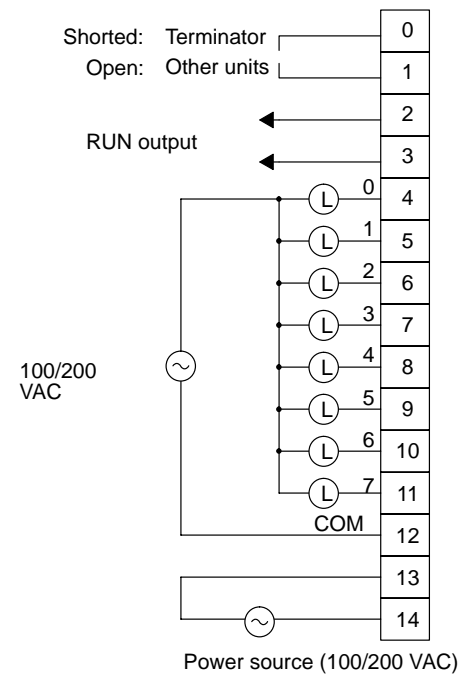 Shorted: Terminator 0
Open: Other units 1
2
RUN output
3
0 4
L
1 5
L
2 6
L
3 7
L
100/200
VAC
4 8
L
5 9
L
6 10
L
7 11
L
COM 12
13
14
Power source (100/200 VAC)